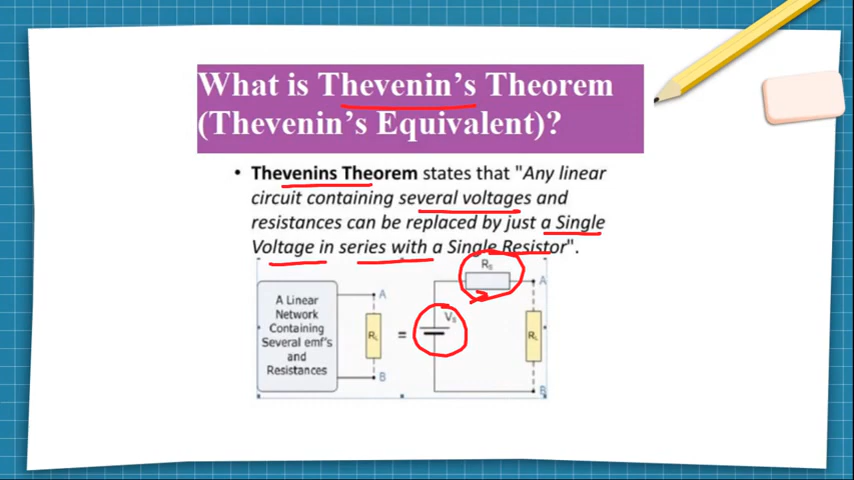 What is Thevenin's Theorem
(Thevenin's Equivalent)?
• Thevenins Theorem states that "Any linear
circuit containing several voltages and
resistances can be replaced by just a Single
Voltage in series with a Single Resistor".
A Linear
Network
Containing
Several emf's
and
Resistances
A
RL
B
=
RS
VS
A
RL
B